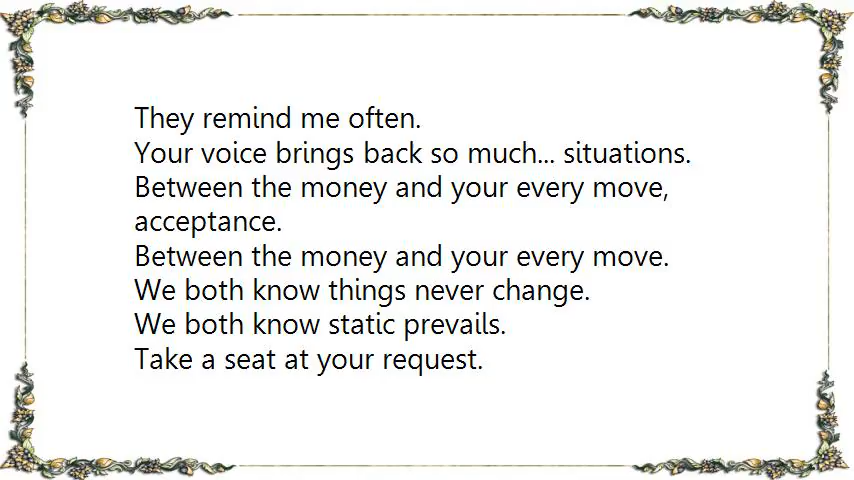 They remind me often.
Your voice brings back so much... situations.
Between the money and your every move,
acceptance.
Between the money and your every move.
We both know things never change.
We both know static prevails.
Take a seat at your request.